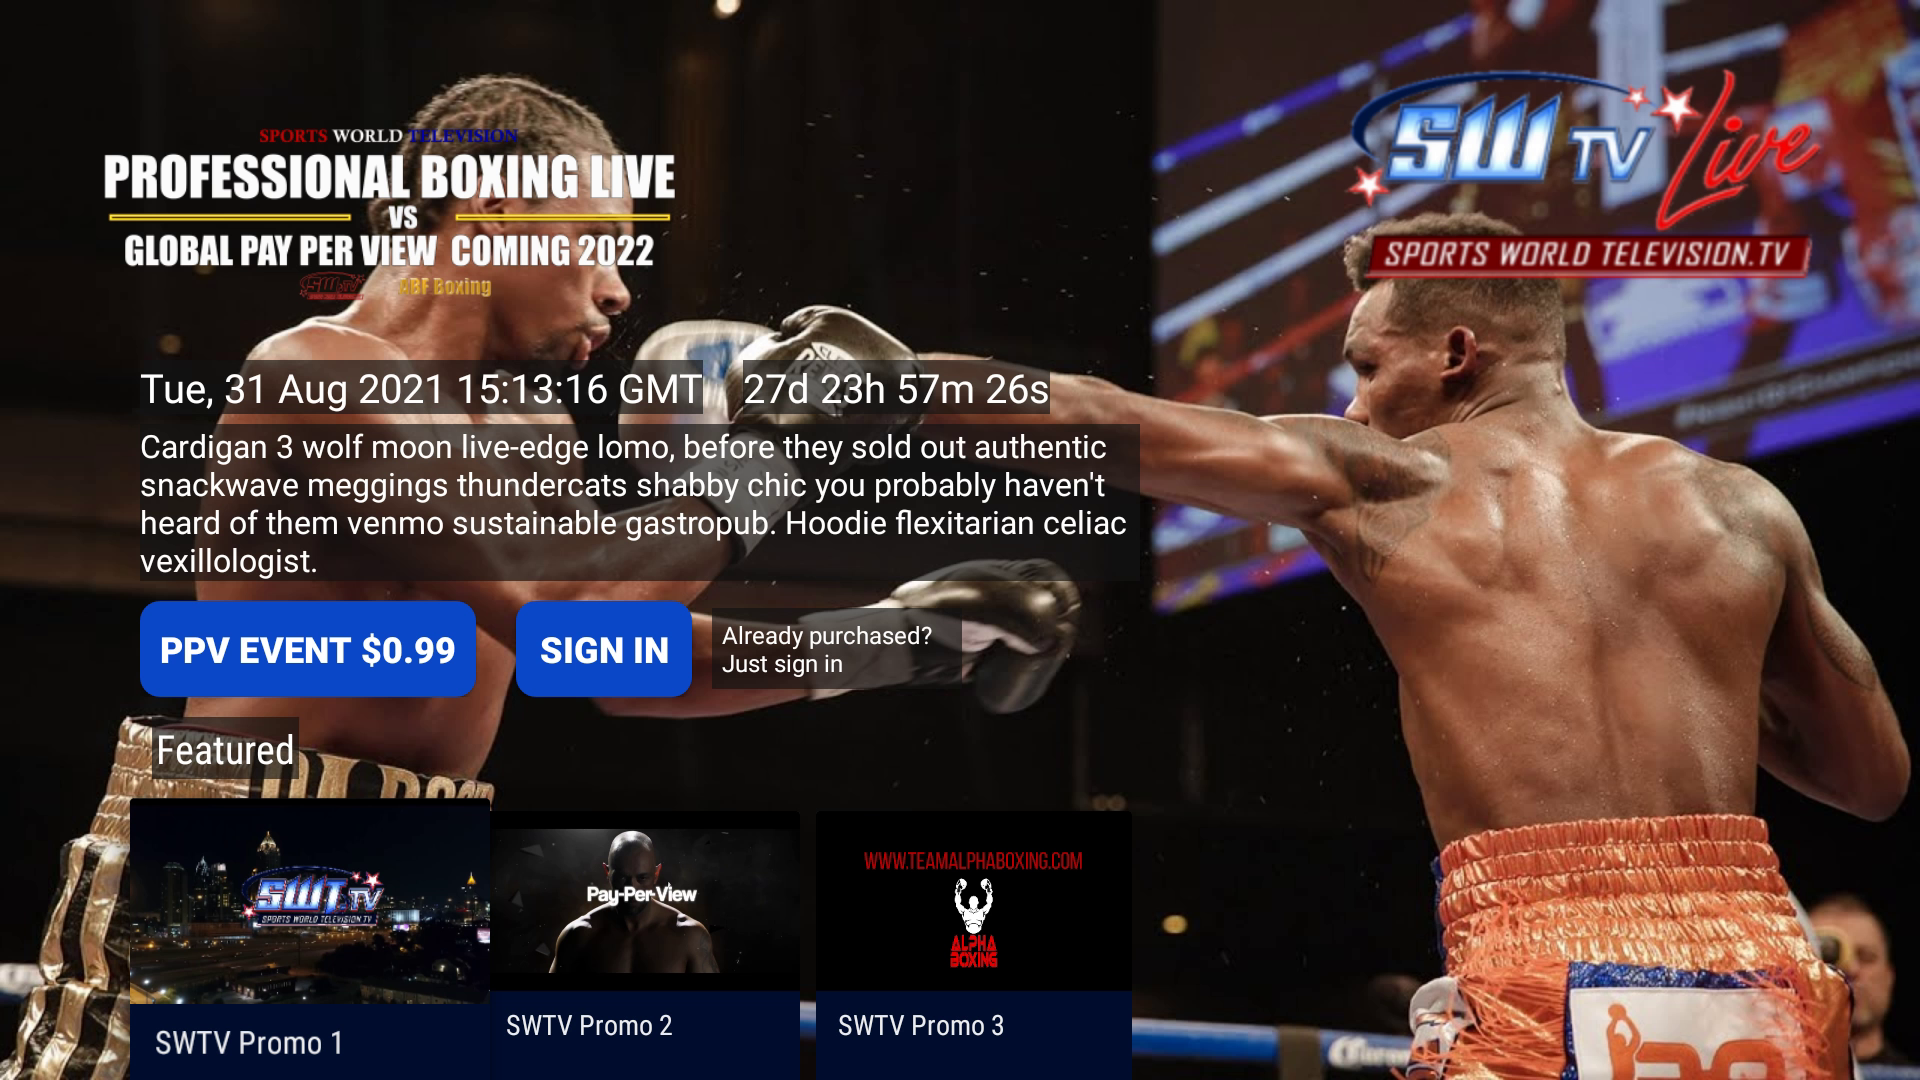 SPORTS WORLD TELEVISION
PROFESSIONAL BOXING LIVE
VS
GLOBAL PAY PER VIEW COMING 2022
SWTV
ABF Boxing
SW TV Live
SPORTS WORLD TELEVISION.TV
Tue, 31 Aug 2021 15:13:16 GMT
27d 23h 57m 26s
Cardigan 3 wolf moon live-edge lomo, before they sold out authentic
snackwave meggings thundercats shabby chic you probably haven't
heard of them venmo sustainable gastropub. Hoodie flexitarian celiac
vexillologist.
PPV EVENT $0.99
SIGN IN
Already purchased?
Just sign in
Featured
SWT.TV
SPORTS WORLD TELEVISION.TV
Pay-Per-View
WWW.TEAMALPHABOXING.COM
ALPHA
BOXING
SWTV Promo 1
SWTV Promo 2
SWTV Promo 3